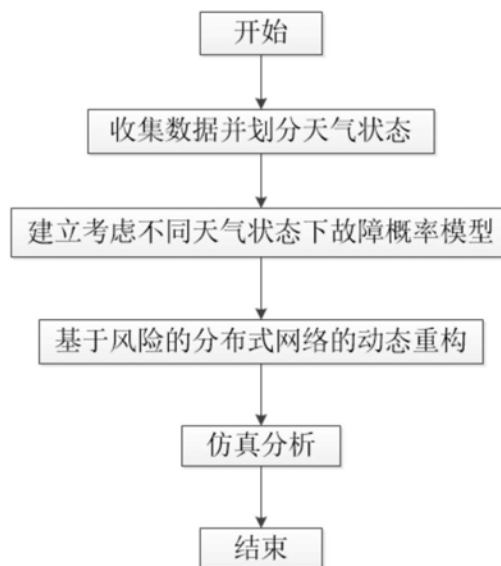 开始
收集数据并划分天气状态
建立考虑不同天气状态下故障概率模型
基于风险的分布式网络的动态重构
仿真分析
结束